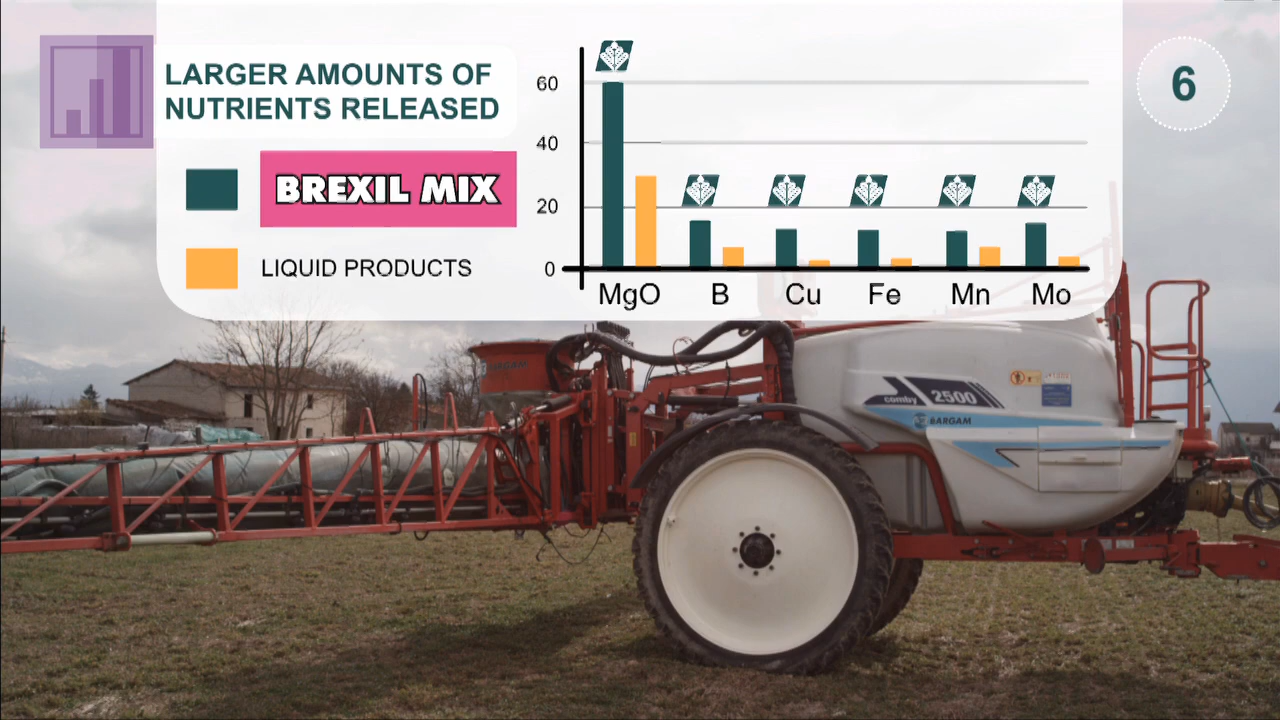 LARGER AMOUNTS OF
NUTRIENTS RELEASED
BREXIL MIX
LIQUID PRODUCTS
60
40
20
0
MgO B Cu Fe Mn Mo
6
comby 2500
BARGAM